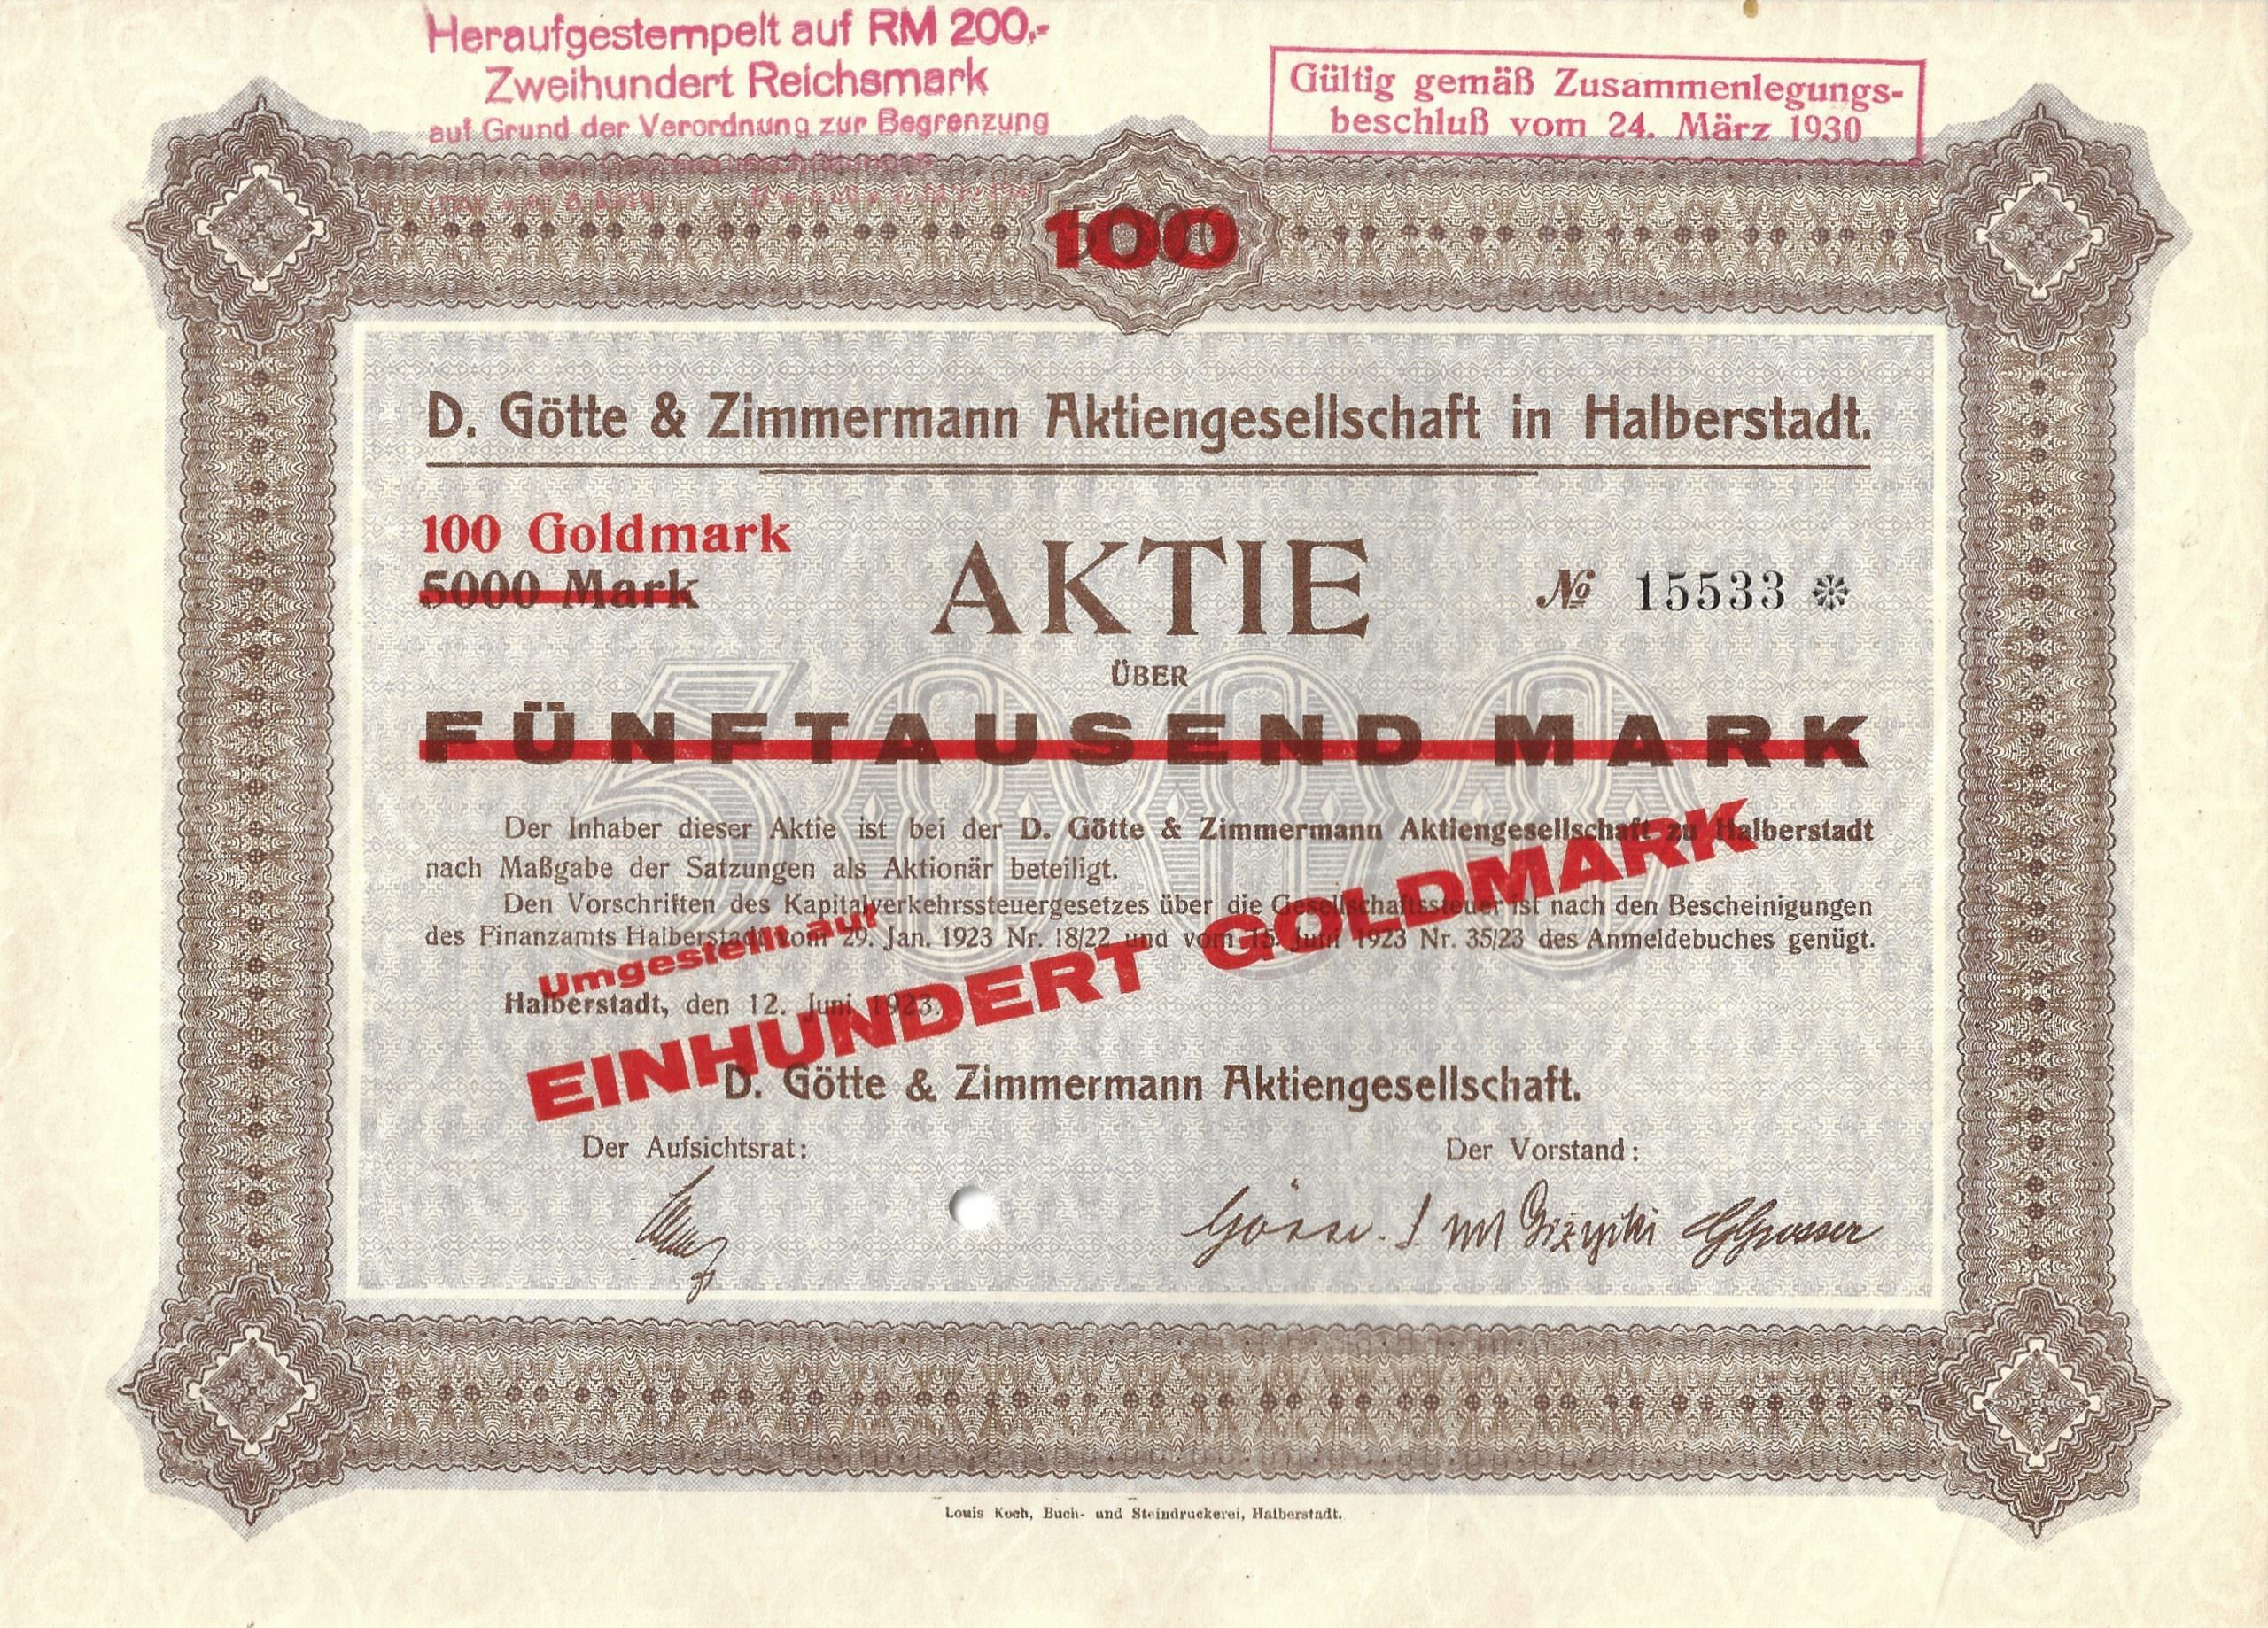 Heraufgestempelt auf RM 200,-
Zweihundert Reichsmark
auf Grund der Verordnung zur Begrenzung
Gültig gemäß Zusammenlegungs-
beschluß vom 24. März 1930
100
D. Götte & Zimmermann Aktiengesellschaft in Halberstadt.
100 Goldmark
5000 Mark
AKTIE
№ 15533
ÜBER
FÜNFTAUSEND MARK
5000
Der Inhaber dieser Aktie ist bei der D. Götte & Zimmermann Aktiengesellschaft zu Halberstadt
nach Maßgabe der Satzungen als Aktionär beteiligt.
Den Vorschriften des Kapitalverkehrssteuergesetzes über die Gesellschaftssteuer ist nach den Bescheinigungen
des Finanzamts Halberstadt vom 29. Jan. 1923 Nr. 18/22 und vom 15. Juni 1923 Nr. 35/23 des Anmeldebuches genügt.
Umgestellt auf
EINHUNDERT GOLDMARK
Halberstadt, den 12. Juni 1923.
D. Götte & Zimmermann Aktiengesellschaft.
Der Aufsichtsrat:
Der Vorstand:
GGrosser
Louis Koch, Buch- und Steindruckerei, Halberstadt.